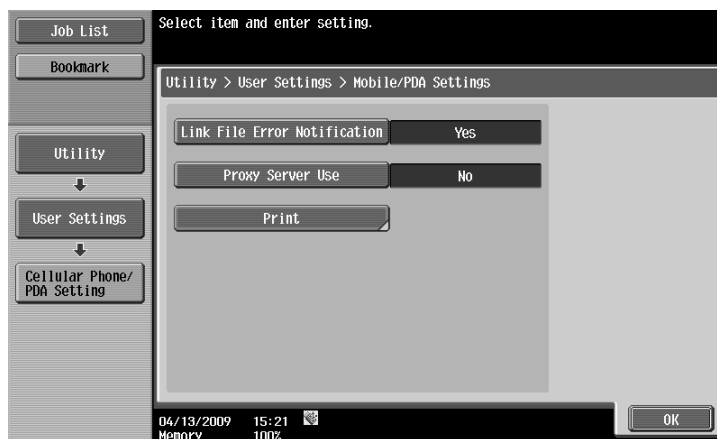 Job List
Bookmark
Utility
User Settings
Cellular Phone/
PDA Setting
Select item and enter setting.
Utility > User Settings > Mobile/PDA Settings
Link File Error Notification Yes
Proxy Server Use No
Print
04/13/2009 15:21
Memory 100%
OK